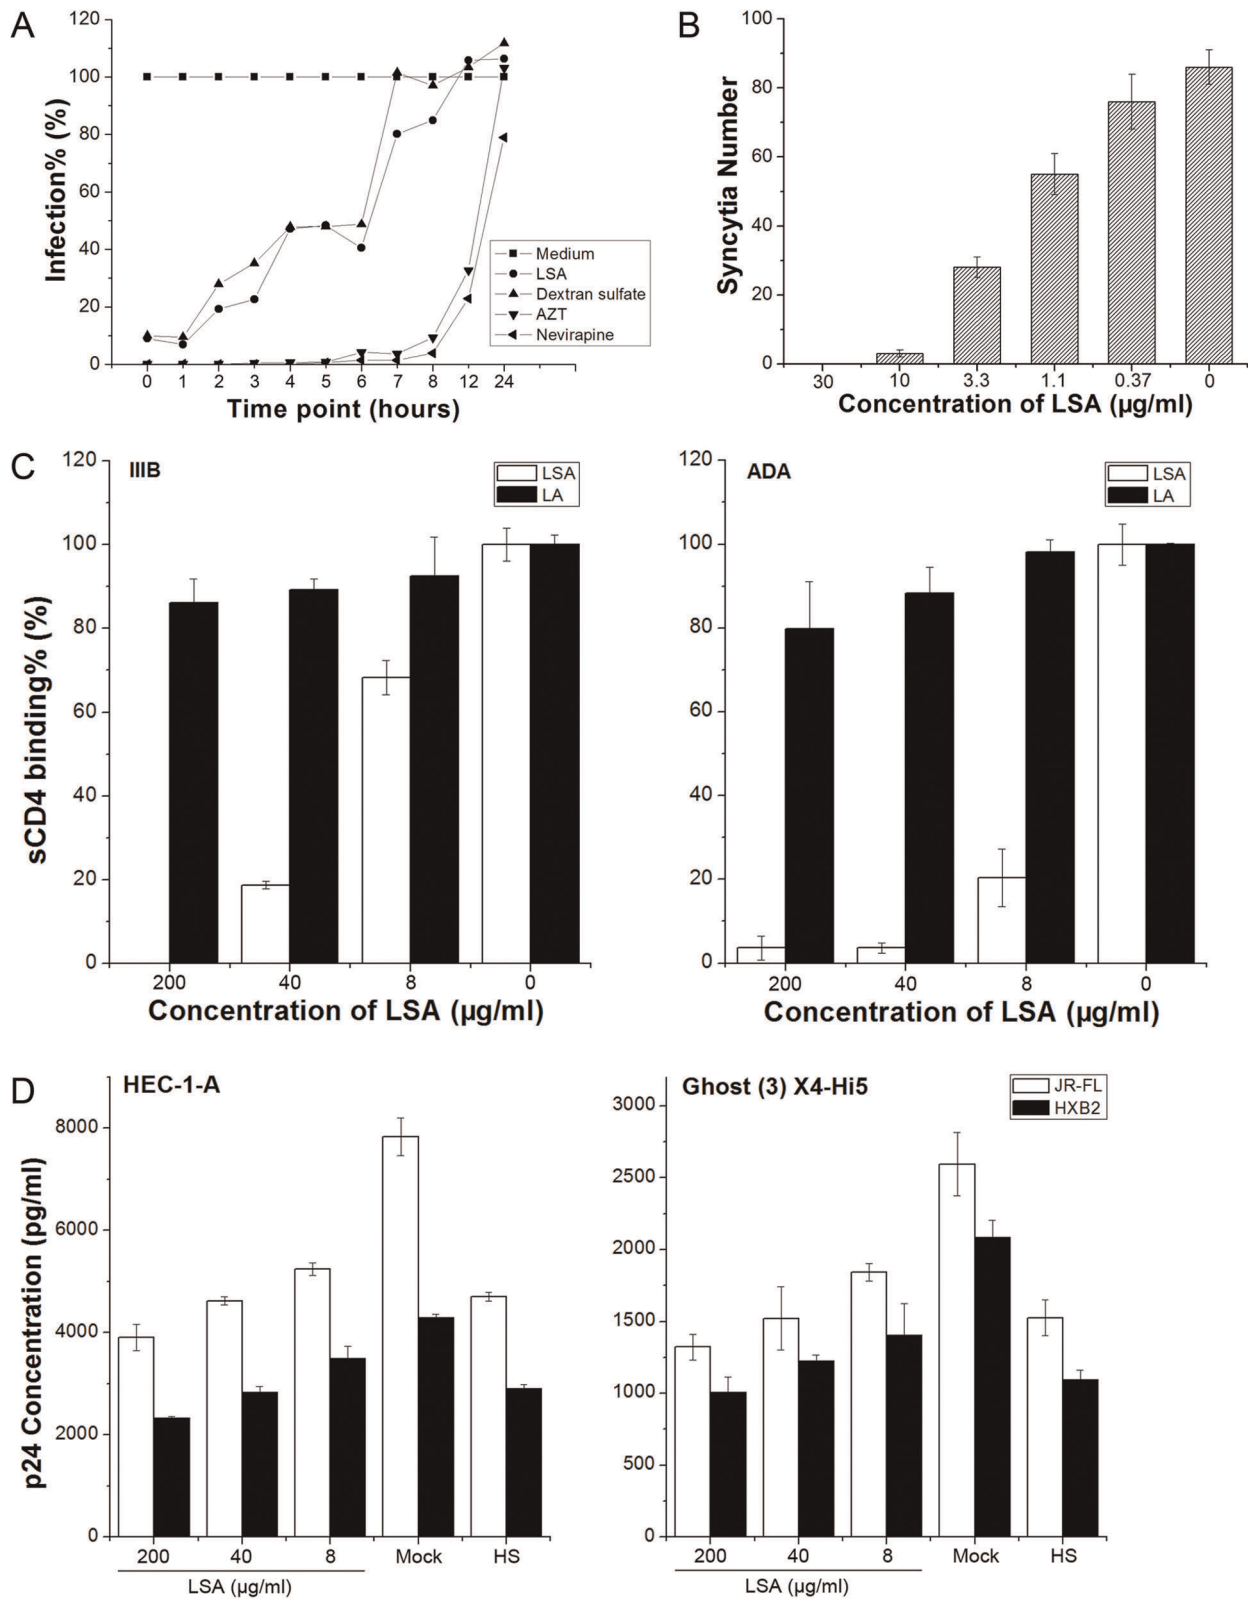 A
120
100
80
60
40
20
0
Infection% (%)
Medium
LSA
Dextran sulfate
AZT
Nevirapine
0 1 2 3 4 5 6 7 8 12 24
Time point (hours)
B
100
80
60
40
20
0
Syncytia Number
30 10 3.3 1.1 0.37 0
Concentration of LSA (µg/ml)
C
IIIB
LSA
LA
120
100
80
60
40
20
0
sCD4 binding% (%)
200 40 8 0
Concentration of LSA (µg/ml)
ADA
LSA
LA
120
100
80
60
40
20
0
200 40 8 0
Concentration of LSA (µg/ml)
D
HEC-1-A
8000
6000
4000
2000
0
p24 Concentration (pg/ml)
200 40 8 Mock HS
LSA (µg/ml)
Ghost (3) X4-Hi5
JR-FL
HXB2
3000
2500
2000
1500
1000
500
0
200 40 8 Mock HS
LSA (µg/ml)